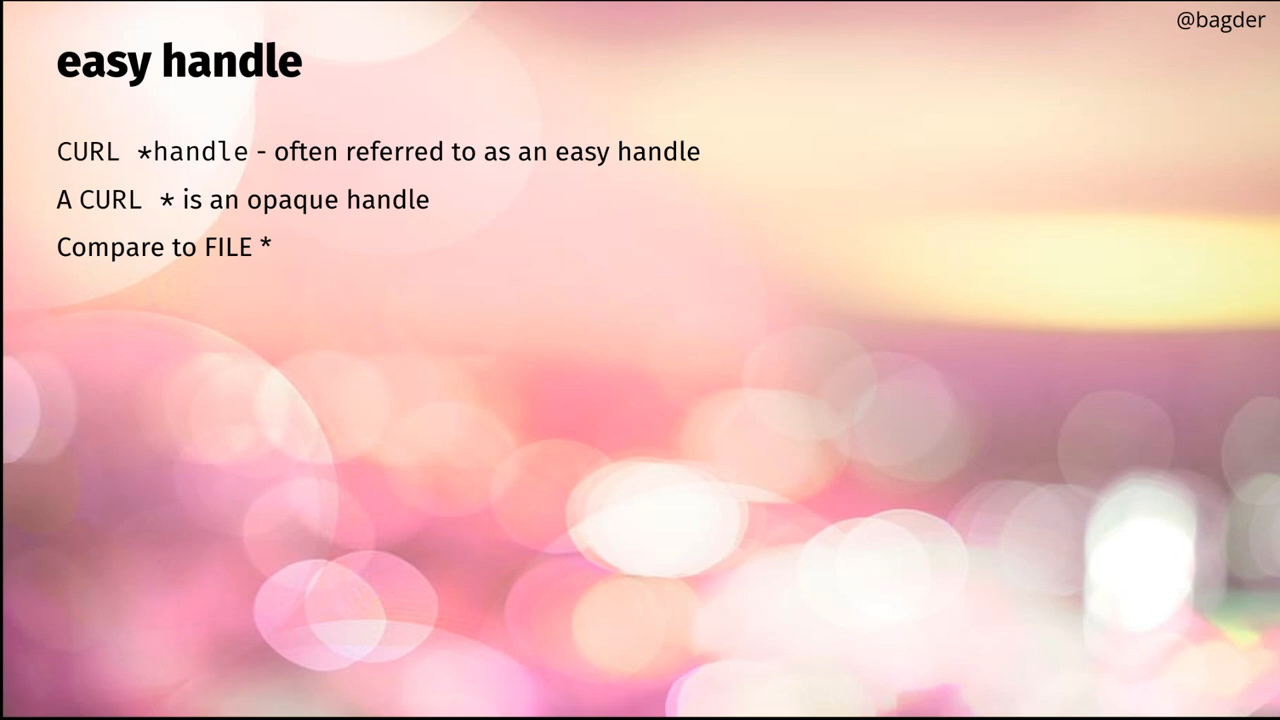 @bagder
easy handle
CURL *handle - often referred to as an easy handle
A CURL * is an opaque handle
Compare to FILE *